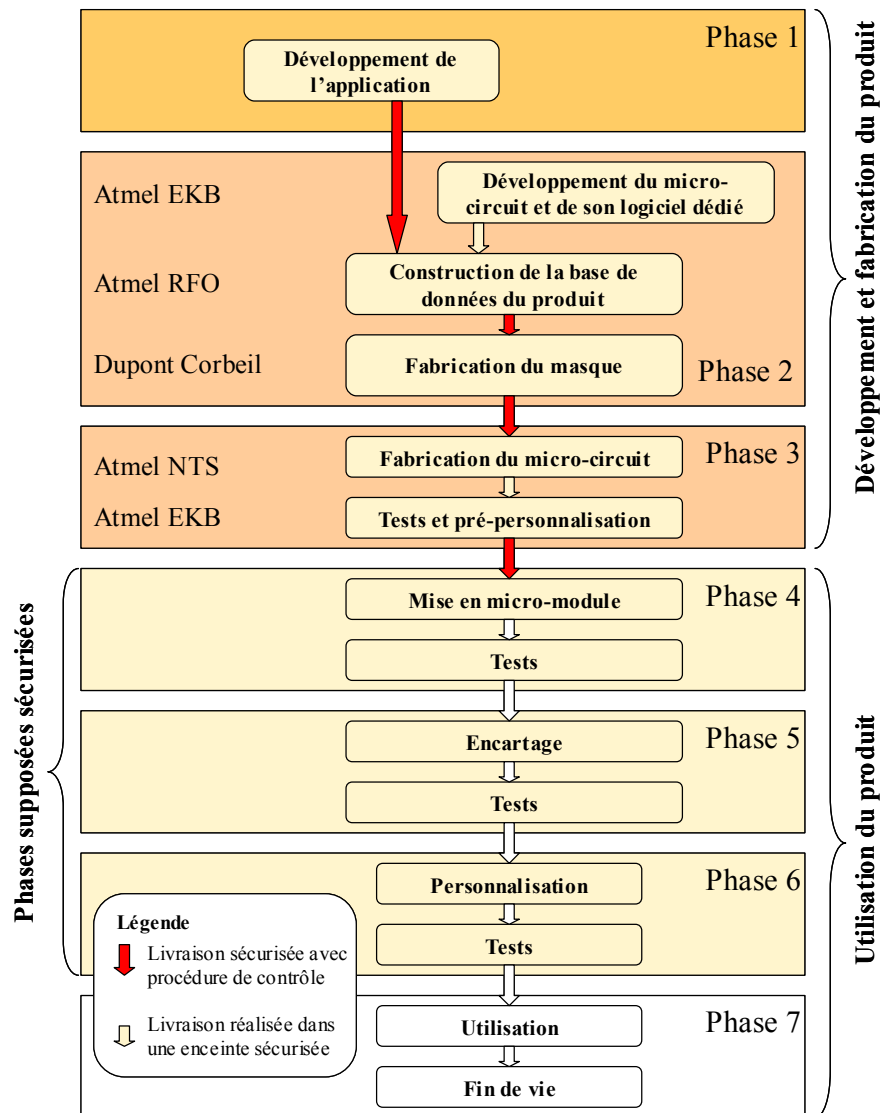 Phase 1
Développement de
l’application
Développement et fabrication du produit
Atmel EKB
Développement du micro-
circuit et de son logiciel dédié
Atmel RFO
Construction de la base de
données du produit
Dupont Corbeil
Fabrication du masque
Phase 2
Phase 3
Atmel NTS
Fabrication du micro-circuit
Atmel EKB
Tests et pré-personnalisation
Phases supposées sécurisées
Utilisation du produit
Phase 4
Mise en micro-module
Tests
Phase 5
Encartage
Tests
Phase 6
Personnalisation
Tests
Légende
Livraison sécurisée avec
procédure de contrôle
Livraison réalisée dans
une enceinte sécurisée
Phase 7
Utilisation
Fin de vie